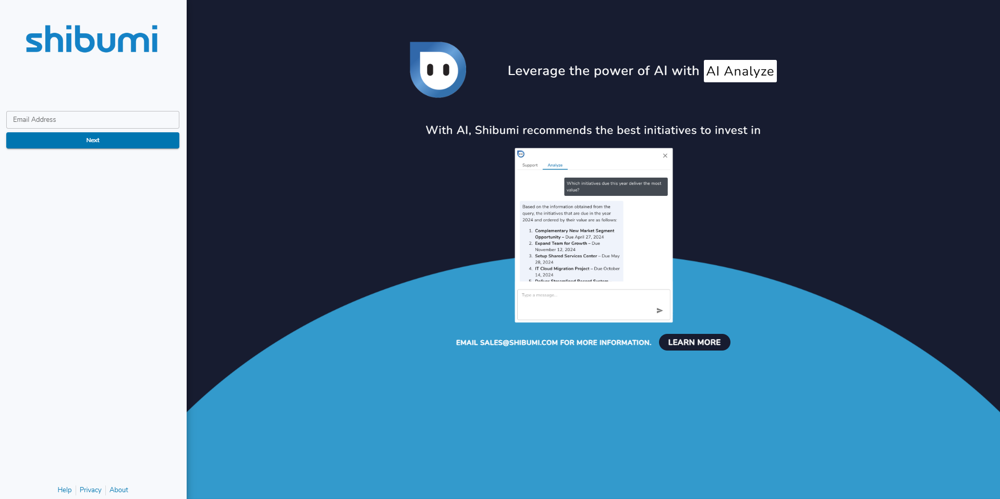 shibumi
Email Address
Next
Help
Privacy
About
Leverage the power of AI with AI Analyze
With AI, Shibumi recommends the best initiatives to invest in
Support
Analyze
Which initiatives due this year deliver the most
value?
Based on the information obtained from the
query, the initiatives that are due in the year
2024 and ordered by their value are as follows:
1. Complementary New Market Segment
Opportunity – Due April 27, 2024
2. Expand Team for Growth – Due
November 12, 2024
3. Setup Shared Services Center – Due May
28, 2024
4. IT Cloud Migration Project – Due October
14, 2024
5. Deliver Streamlined Record System
Type a message...
EMAIL SALES@SHIBUMI.COM FOR MORE INFORMATION.
LEARN MORE